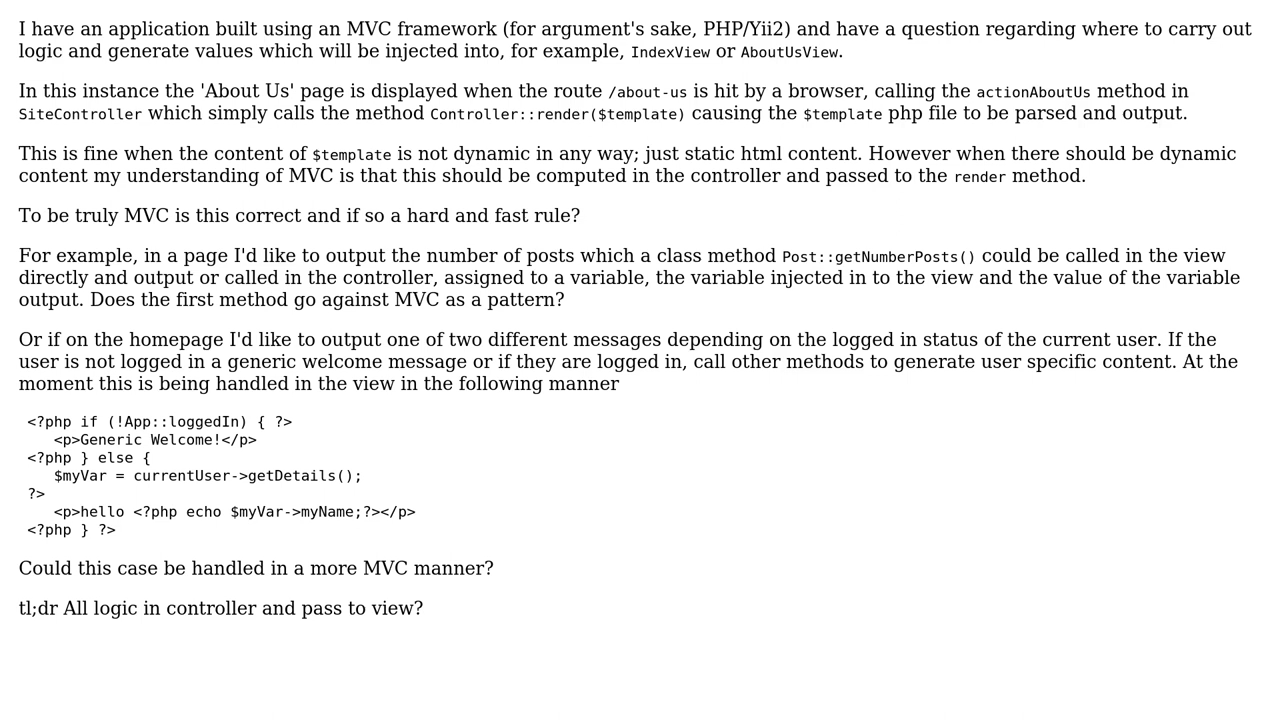 I have an application built using an MVC framework (for argument's sake, PHP/Yii2) and have a question regarding where to carry out
logic and generate values which will be injected into, for example, IndexView or AboutUsView.
In this instance the 'About Us' page is displayed when the route /about-us is hit by a browser, calling the actionAboutUs method in
SiteController which simply calls the method Controller::render($template) causing the $template php file to be parsed and output.
This is fine when the content of $template is not dynamic in any way; just static html content. However when there should be dynamic
content my understanding of MVC is that this should be computed in the controller and passed to the render method.
To be truly MVC is this correct and if so a hard and fast rule?
For example, in a page I'd like to output the number of posts which a class method Post::getNumberPosts() could be called in the view
directly and output or called in the controller, assigned to a variable, the variable injected in to the view and the value of the variable
output. Does the first method go against MVC as a pattern?
Or if on the homepage I'd like to output one of two different messages depending on the logged in status of the current user. If the
user is not logged in a generic welcome message or if they are logged in, call other methods to generate user specific content. At the
moment this is being handled in the view in the following manner
<?php if (!App::loggedIn) { ?>
<p>Generic Welcome!</p>
<?php } else {
$myVar = currentUser->getDetails();
?>
<p>hello <?php echo $myVar->myName;?></p>
<?php } ?>
Could this case be handled in a more MVC manner?
tl;dr All logic in controller and pass to view?